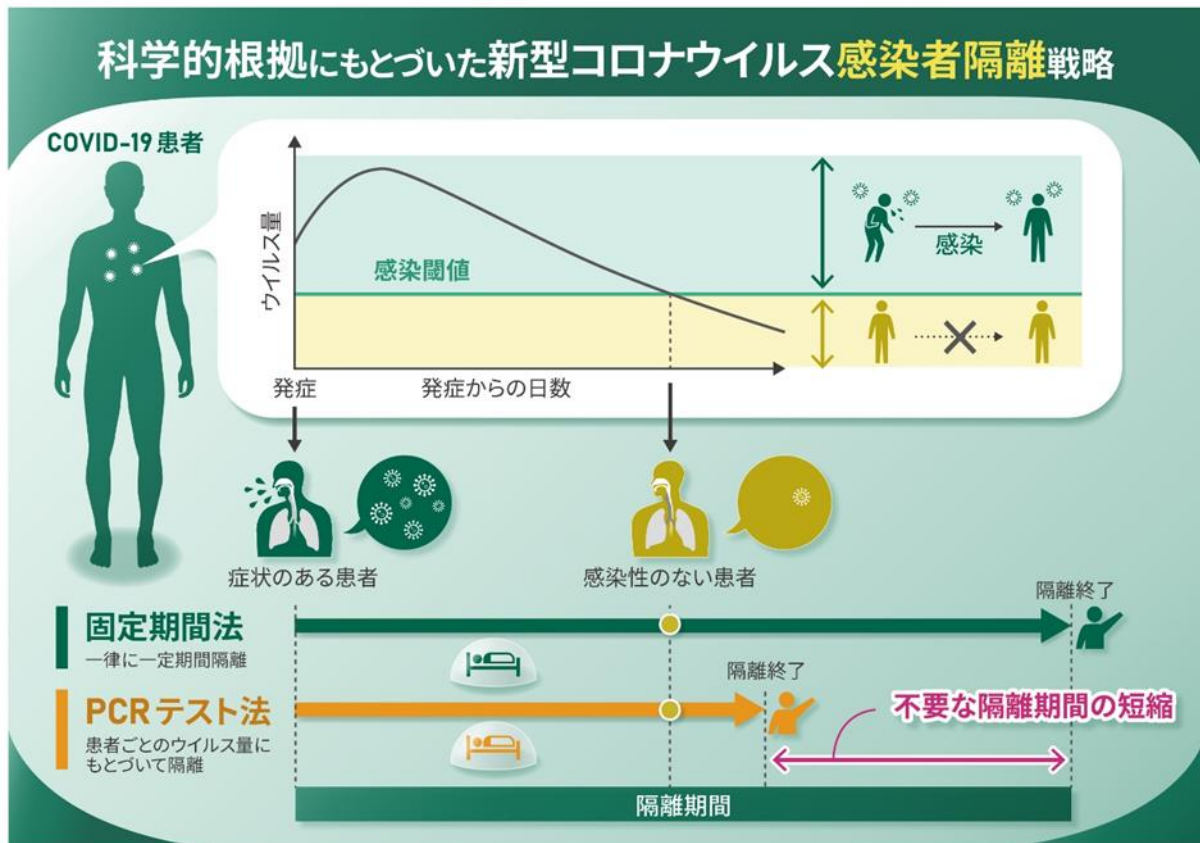 科学的根拠にもとづいた新型コロナウイルス感染者隔離戦略
COVID-19 患者
ウイルス量
感染閾値
感染
発症
発症からの日数
症状のある患者
感染性のない患者
固定期間法
一律に一定期間隔離
隔離終了
PCR テスト法
患者ごとのウイルス量に
もとづいて隔離
隔離終了
不要な隔離期間の短縮
隔離期間